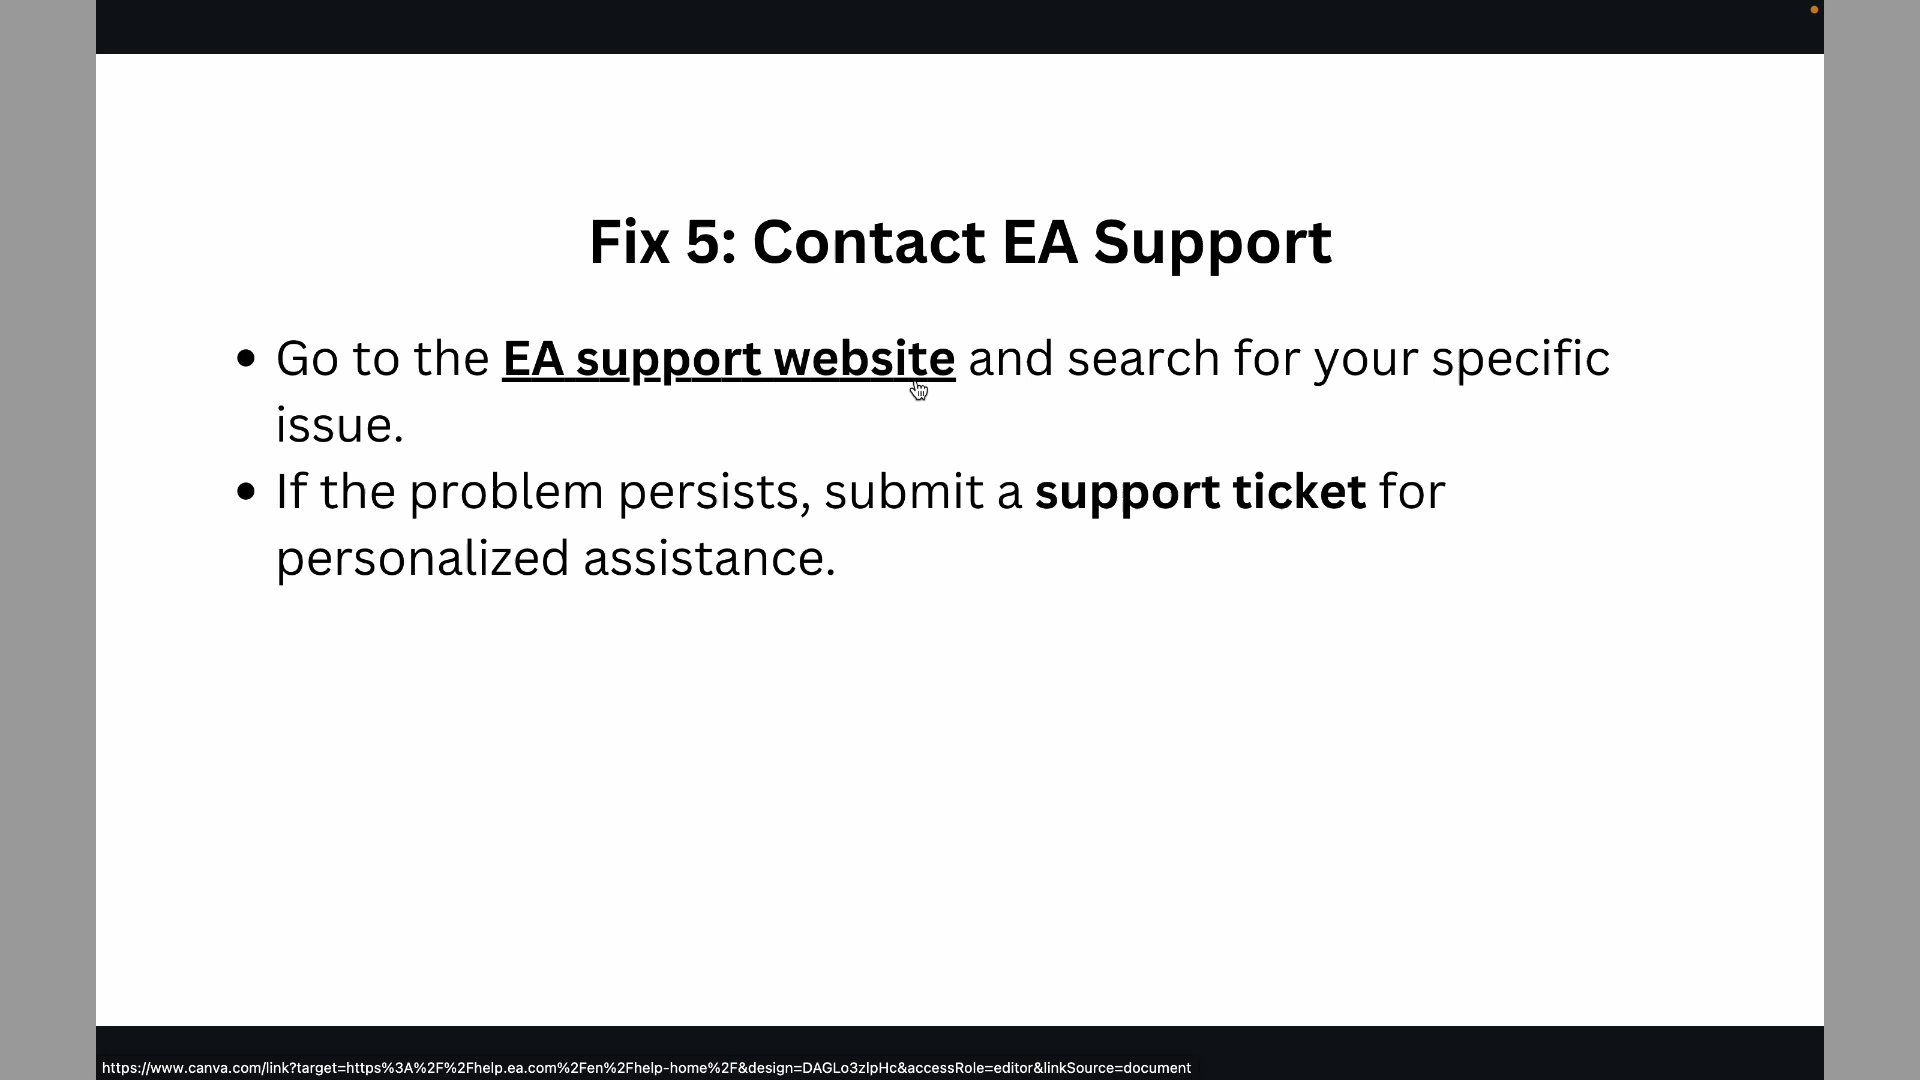 Fix 5: Contact EA Support
• Go to the EA support website and search for your specific
issue.
• If the problem persists, submit a support ticket for
personalized assistance.
https://www.canva.com/link?target=https%3A%2F%2Fhelp.ea.com%2Fen%2Fhelp-home%2F&design=DAGLo3zIpHc&accessRole=editor&linkSource=document